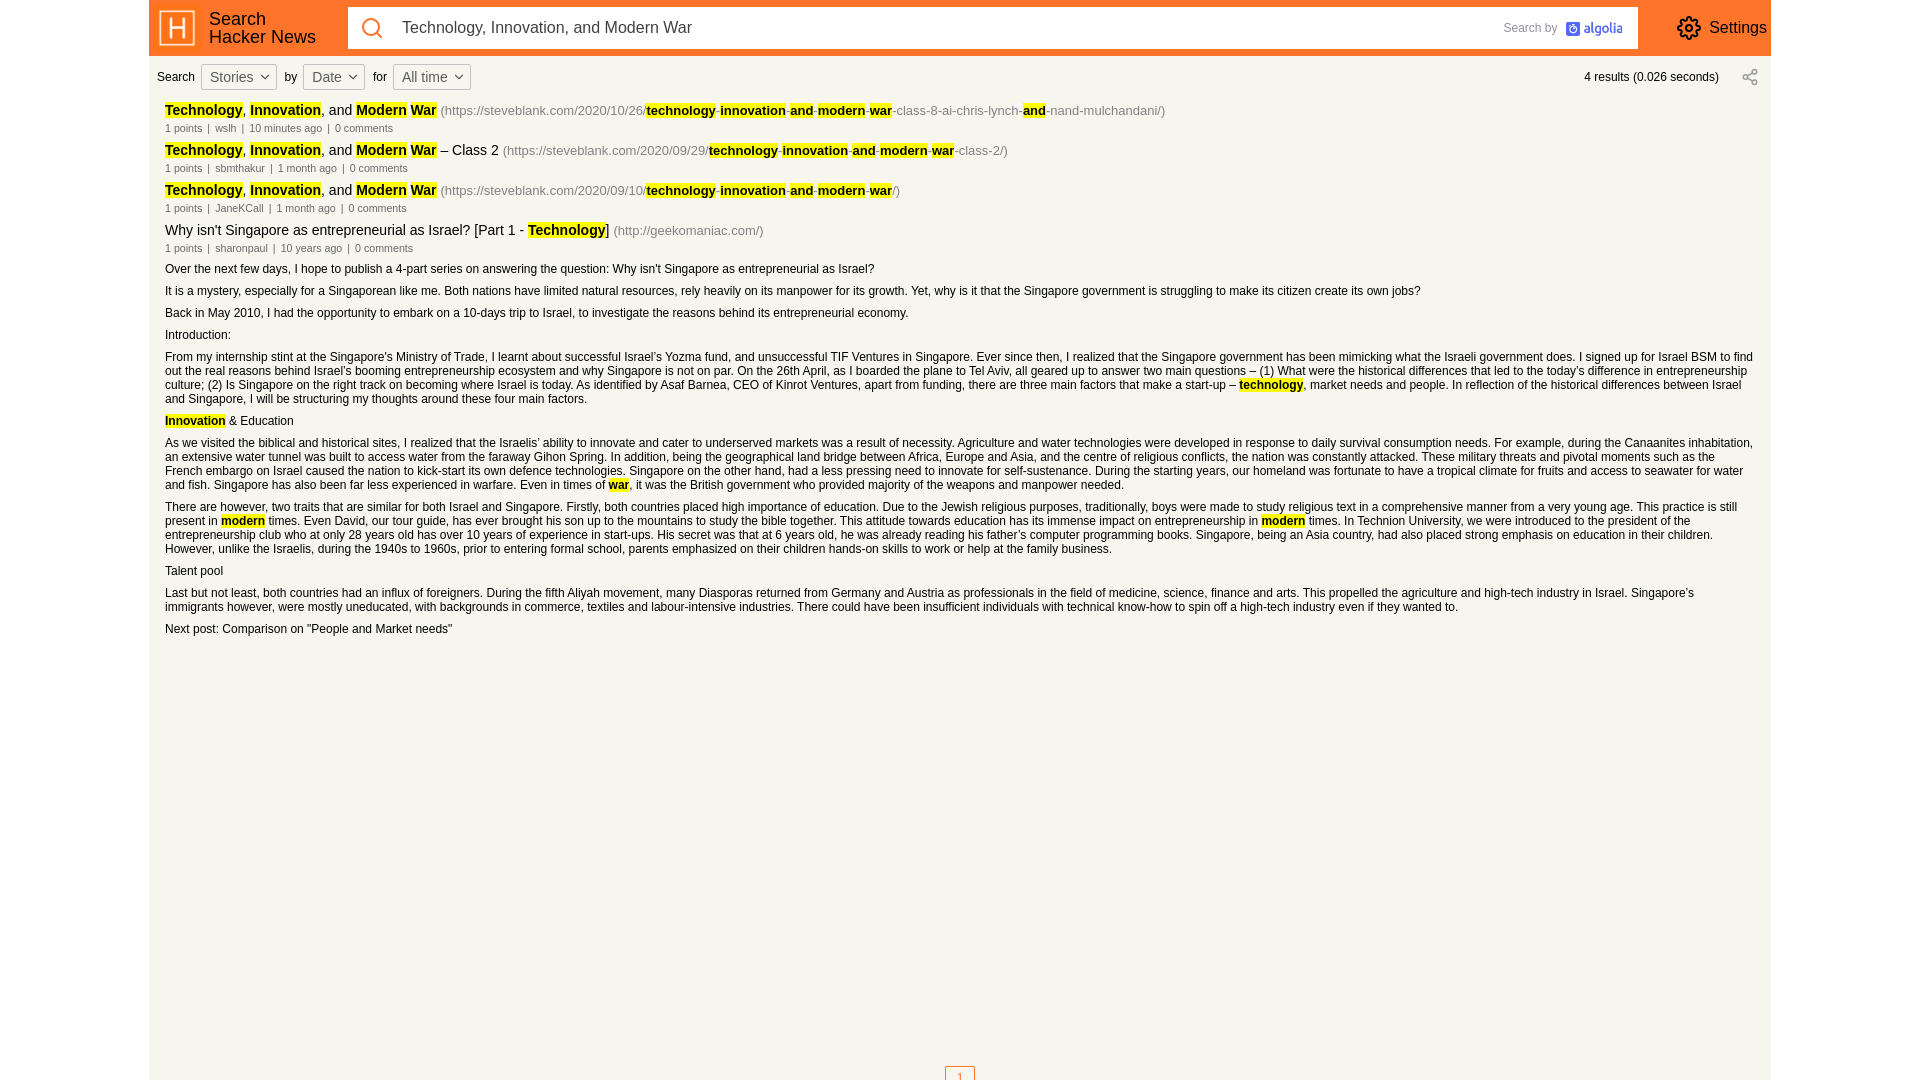 H
Search
Hacker News
Technology, Innovation, and Modern War
Search by algolia
Settings
Search Stories by Date for All time
4 results (0.026 seconds)
Technology, Innovation, and Modern War (https://steveblank.com/2020/10/26/technology-innovation-and-modern-war-class-8-ai-chris-lynch-and-nand-mulchandani/)
1 points | wslh | 10 minutes ago | 0 comments
Technology, Innovation, and Modern War – Class 2 (https://steveblank.com/2020/09/29/technology-innovation-and-modern-war-class-2/)
1 points | sbmthakur | 1 month ago | 0 comments
Technology, Innovation, and Modern War (https://steveblank.com/2020/09/10/technology-innovation-and-modern-war/)
1 points | JaneKCall | 1 month ago | 0 comments
Why isn't Singapore as entrepreneurial as Israel? [Part 1 - Technology] (http://geekomaniac.com/)
1 points | sharonpaul | 10 years ago | 0 comments
Over the next few days, I hope to publish a 4-part series on answering the question: Why isn't Singapore as entrepreneurial as Israel?
It is a mystery, especially for a Singaporean like me. Both nations have limited natural resources, rely heavily on its manpower for its growth. Yet, why is it that the Singapore government is struggling to make its citizen create its own jobs?
Back in May 2010, I had the opportunity to embark on a 10-days trip to Israel, to investigate the reasons behind its entrepreneurial economy.
Introduction:
From my internship stint at the Singapore's Ministry of Trade, I learnt about successful Israel’s Yozma fund, and unsuccessful TIF Ventures in Singapore. Ever since then, I realized that the Singapore government has been mimicking what the Israeli government does. I signed up for Israel BSM to find
out the real reasons behind Israel’s booming entrepreneurship ecosystem and why Singapore is not on par. On the 26th April, as I boarded the plane to Tel Aviv, all geared up to answer two main questions – (1) What were the historical differences that led to the today’s difference in entrepreneurship
culture; (2) Is Singapore on the right track on becoming where Israel is today. As identified by Asaf Barnea, CEO of Kinrot Ventures, apart from funding, there are three main factors that make a start-up – technology, market needs and people. In reflection of the historical differences between Israel
and Singapore, I will be structuring my thoughts around these four main factors.
Innovation & Education
As we visited the biblical and historical sites, I realized that the Israelis’ ability to innovate and cater to underserved markets was a result of necessity. Agriculture and water technologies were developed in response to daily survival consumption needs. For example, during the Canaanites inhabitation,
an extensive water tunnel was built to access water from the faraway Gihon Spring. In addition, being the geographical land bridge between Africa, Europe and Asia, and the centre of religious conflicts, the nation was constantly attacked. These military threats and pivotal moments such as the
French embargo on Israel caused the nation to kick-start its own defence technologies. Singapore on the other hand, had a less pressing need to innovate for self-sustenance. During the starting years, our homeland was fortunate to have a tropical climate for fruits and access to seawater for water
and fish. Singapore has also been far less experienced in warfare. Even in times of war, it was the British government who provided majority of the weapons and manpower needed.
There are however, two traits that are similar for both Israel and Singapore. Firstly, both countries placed high importance of education. Due to the Jewish religious purposes, traditionally, boys were made to study religious text in a comprehensive manner from a very young age. This practice is still
present in modern times. Even David, our tour guide, has ever brought his son up to the mountains to study the bible together. This attitude towards education has its immense impact on entrepreneurship in modern times. In Technion University, we were introduced to the president of the
entrepreneurship club who at only 28 years old has over 10 years of experience in start-ups. His secret was that at 6 years old, he was already reading his father’s computer programming books. Singapore, being an Asia country, had also placed strong emphasis on education in their children.
However, unlike the Israelis, during the 1940s to 1960s, prior to entering formal school, parents emphasized on their children hands-on skills to work or help at the family business.
Talent pool
Last but not least, both countries had an influx of foreigners. During the fifth Aliyah movement, many Diasporas returned from Germany and Austria as professionals in the field of medicine, science, finance and arts. This propelled the agriculture and high-tech industry in Israel. Singapore’s
immigrants however, were mostly uneducated, with backgrounds in commerce, textiles and labour-intensive industries. There could have been insufficient individuals with technical know-how to spin off a high-tech industry even if they wanted to.
Next post: Comparison on "People and Market needs"
1